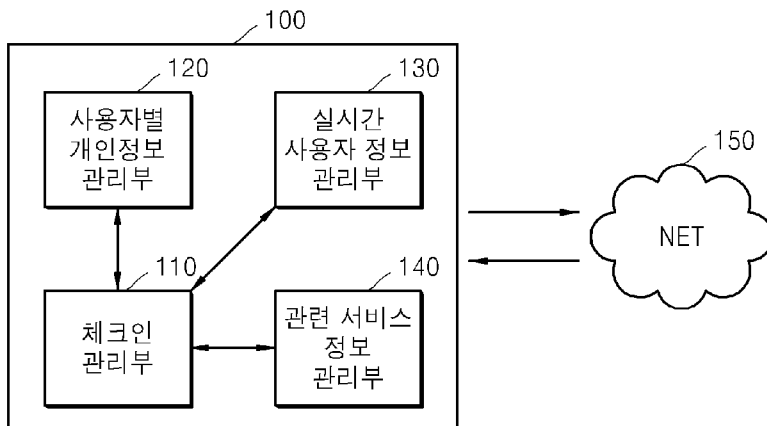 100
120
사용자별
개인정보
관리부
130
실시간
사용자 정보
관리부
150
NET
110
체크인
관리부
140
관련 서비스
정보
관리부